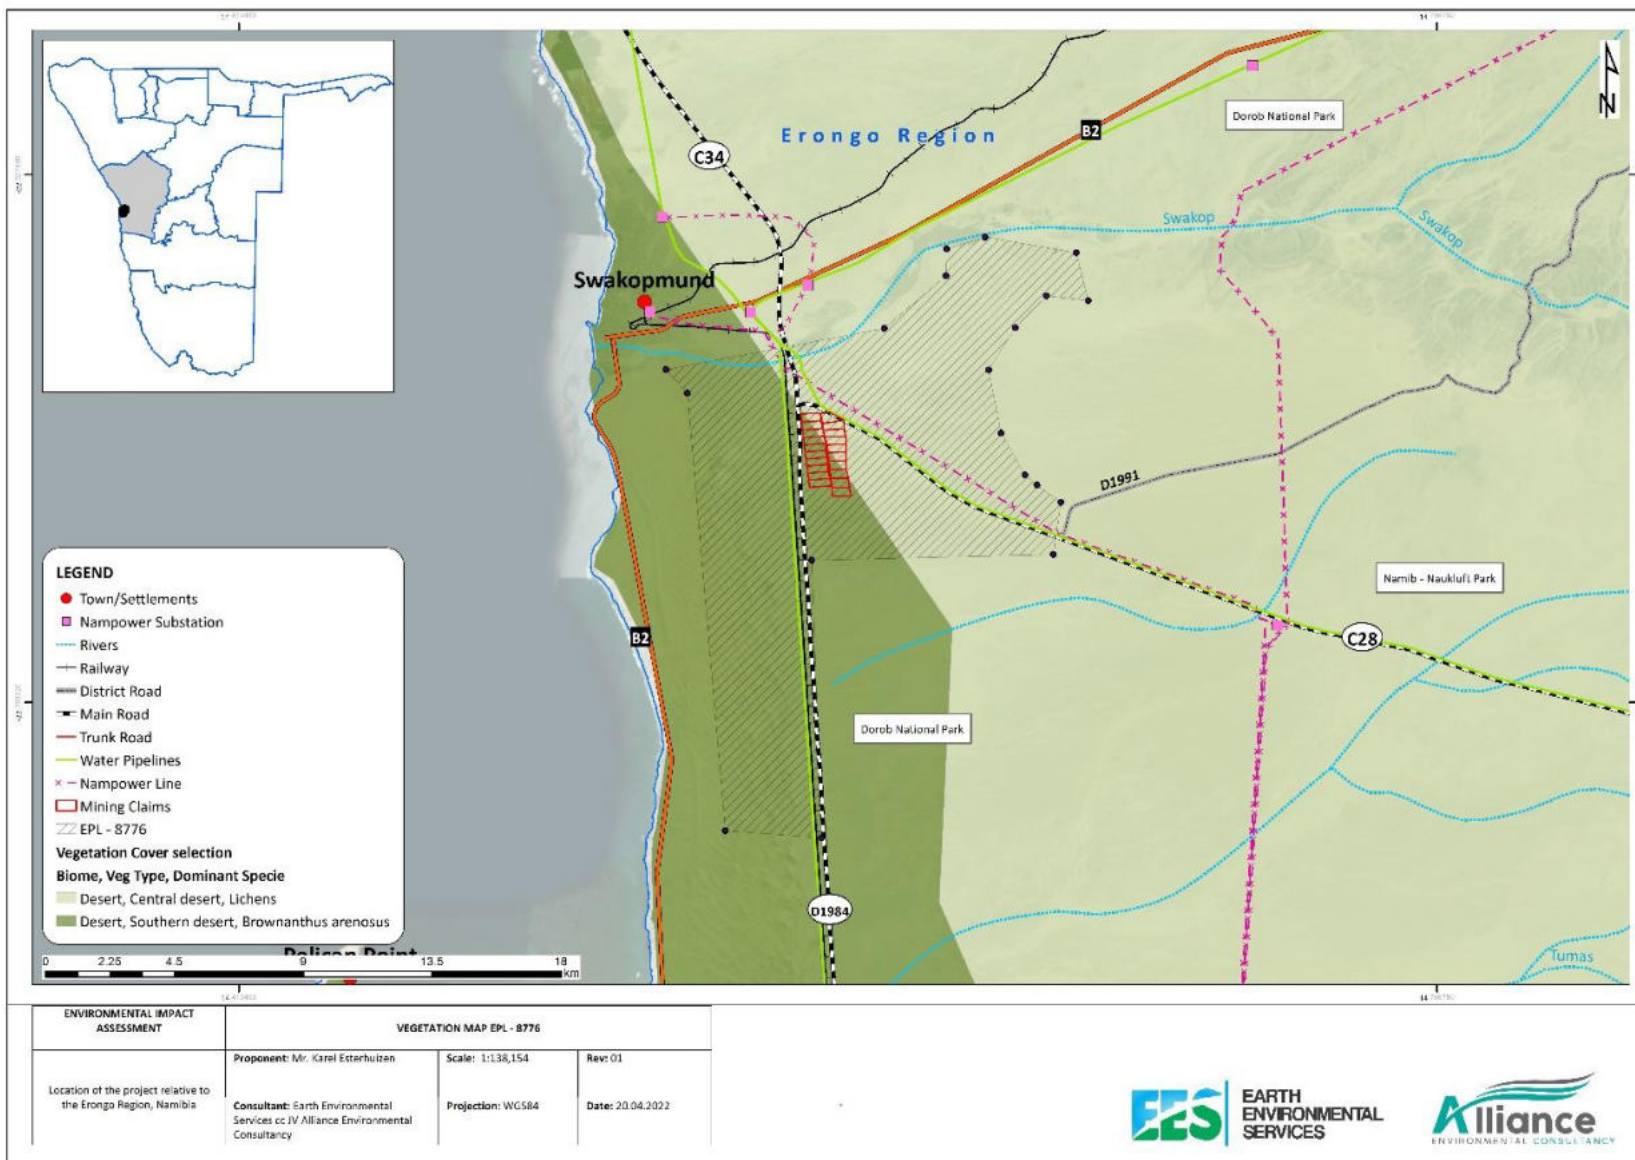 Erongo Region
Dorob National Park
B2
C34
Swakop
Swakop
Swakopmund
D1991
Namib - Naukluft Park
B2
C28
Dorob National Park
D1984
Tumas
LEGEND
Town/Settlements
Nampower Substation
Rivers
Railway
District Road
Main Road
Trunk Road
Water Pipelines
Nampower Line
Mining Claims
EPL - 8776
Vegetation Cover selection
Biome, Veg Type, Dominant Specie
Desert, Central desert, Lichens
Desert, Southern desert, Brownanthus arenosus
Pelican Point
0 2.25 4.5 9 13.5 18
km
N
ENVIRONMENTAL IMPACT
ASSESSMENT
VEGETATION MAP EPL - 8776
Location of the project relative to
the Erongo Region, Namibia
Proponent: Mr. Karel Esterhuizen
Scale: 1:138,154
Rev: 01
Consultant: Earth Environmental
Services cc JV Alliance Environmental
Consultancy
Projection: WGS84
Date: 20.04.2022
EES
EARTH
ENVIRONMENTAL
SERVICES
Alliance
ENVIRONMENTAL CONSULTANCY